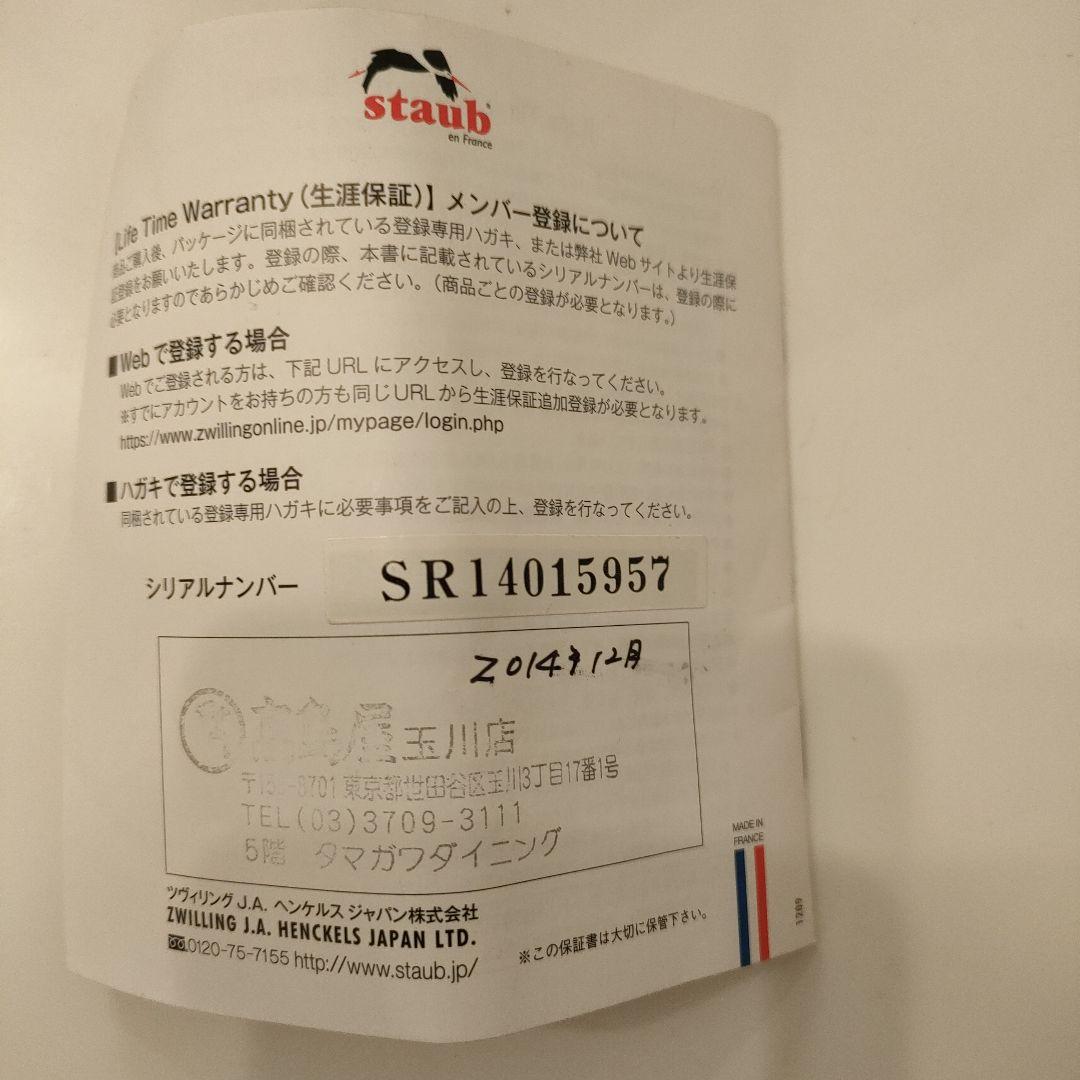 staub
en France
【Life Time Warranty（生涯保証）】メンバー登録について
商品ご購入後、パッケージに同梱されている登録専用ハガキ、または弊社Webサイトより生涯保
証登録をお願いいたします。登録の際、本書に記載されているシリアルナンバーは、登録の際に
必要となりますのであらかじめご確認ください。（商品ごとの登録が必要となります。）
■Webで登録する場合
Webでご登録される方は、下記URLにアクセスし、登録を行なってください。
※すでにアカウントをお持ちの方も同じURLから生涯保証追加登録が必要となります。
https://www.zwillingonline.jp/mypage/login.php
■ハガキで登録する場合
同梱されている登録専用ハガキに必要事項をご記入の上、登録を行なってください。
シリアルナンバー SR14015957
2014年12月
髙島屋 玉川店
-8701 東京都世田谷区玉川3丁目17番1号
TEL(03)3709-3111
5階 タマガワダイニング
ツヴィリング J.A. ヘンケルス ジャパン株式会社
ZWILLING J.A. HENCKELS JAPAN LTD.
0120-75-7155 http://www.staub.jp/
※この保証書は大切に保管下さい。
MADE IN
FRANCE
1209